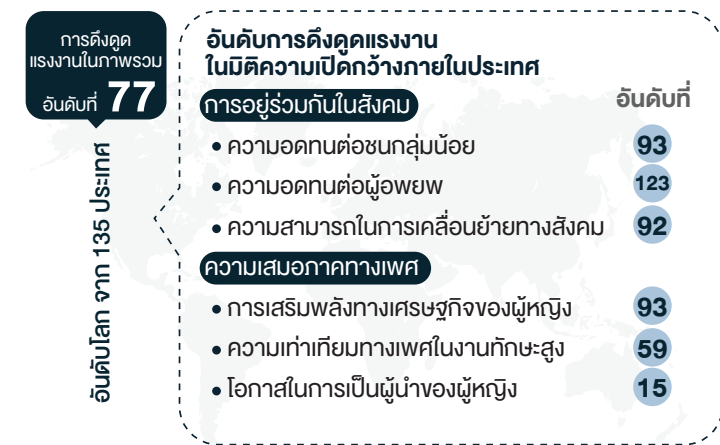 การดึงดูด
แรงงานในภาพรวม
อันดับที่ 77
อันดับโลก จาก 135 ประเทศ
อันดับการดึงดูดแรงงาน
ในมิติความเปิดกว้างภายในประเทศ
การอยู่ร่วมกันในสังคม อันดับที่
• ความอดทนต่อชนกลุ่มน้อย 93
• ความอดทนต่อผู้อพยพ 123
• ความสามารถในการเคลื่อนย้ายทางสังคม 92
ความเสมอภาคทางเพศ
• การเสริมพลังทางเศรษฐกิจของผู้หญิง 93
• ความเท่าเทียมทางเพศในงานทักษะสูง 59
• โอกาสในการเป็นผู้นำของผู้หญิง 15